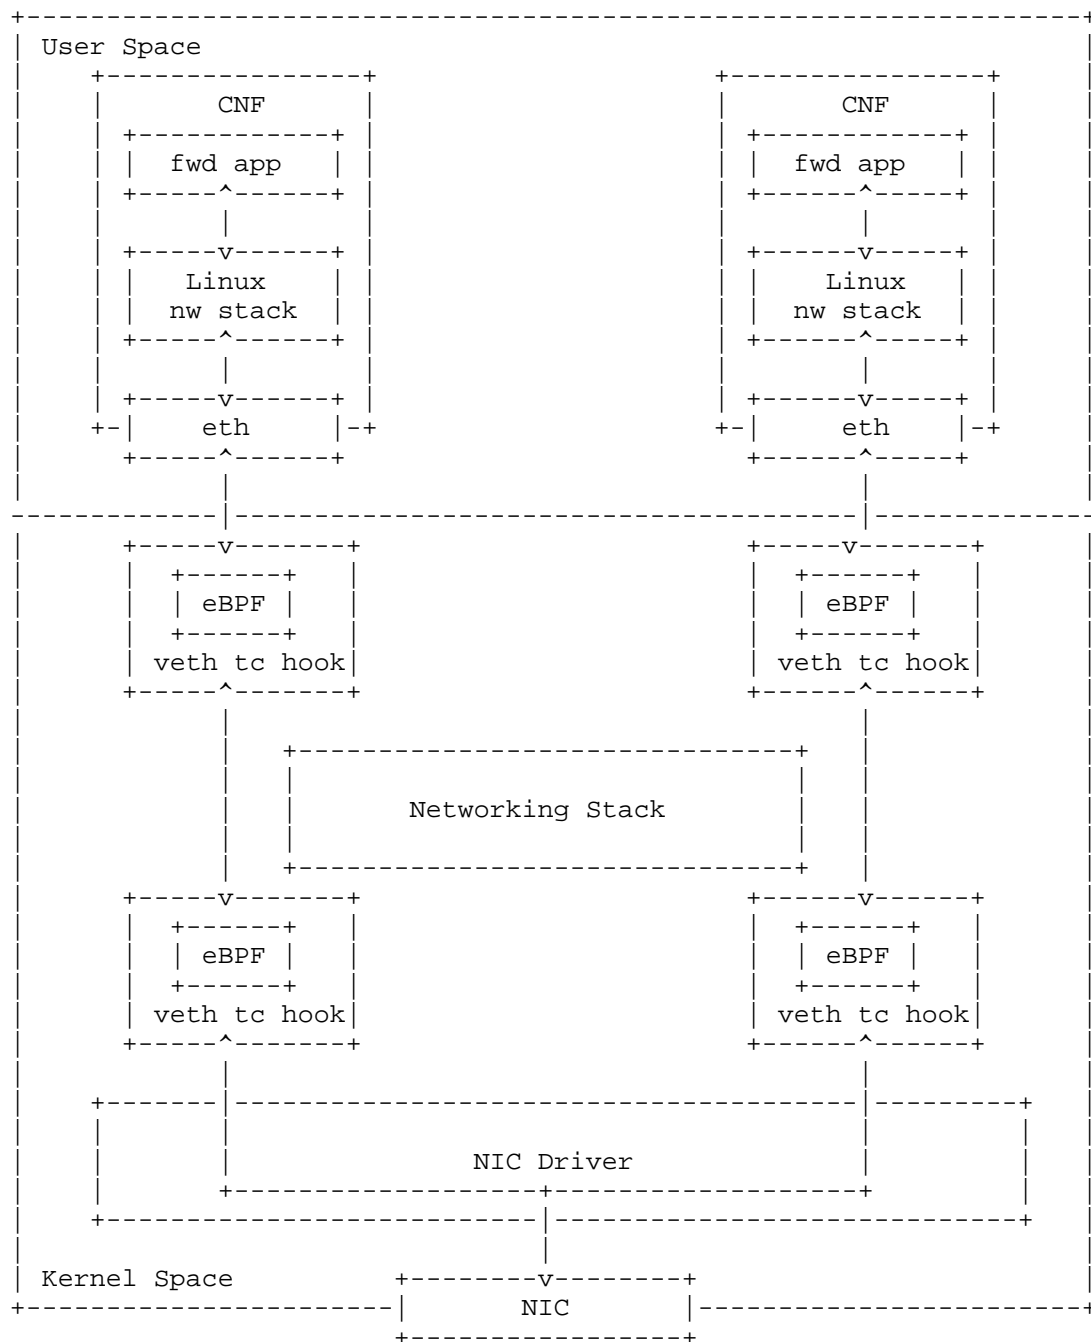 User Space
CNF CNF
fwd app fwd app
Linux Linux
nw stack nw stack
eth eth
eBPF eBPF
veth tc hook veth tc hook
Networking Stack
eBPF eBPF
veth tc hook veth tc hook
NIC Driver
Kernel Space
NIC